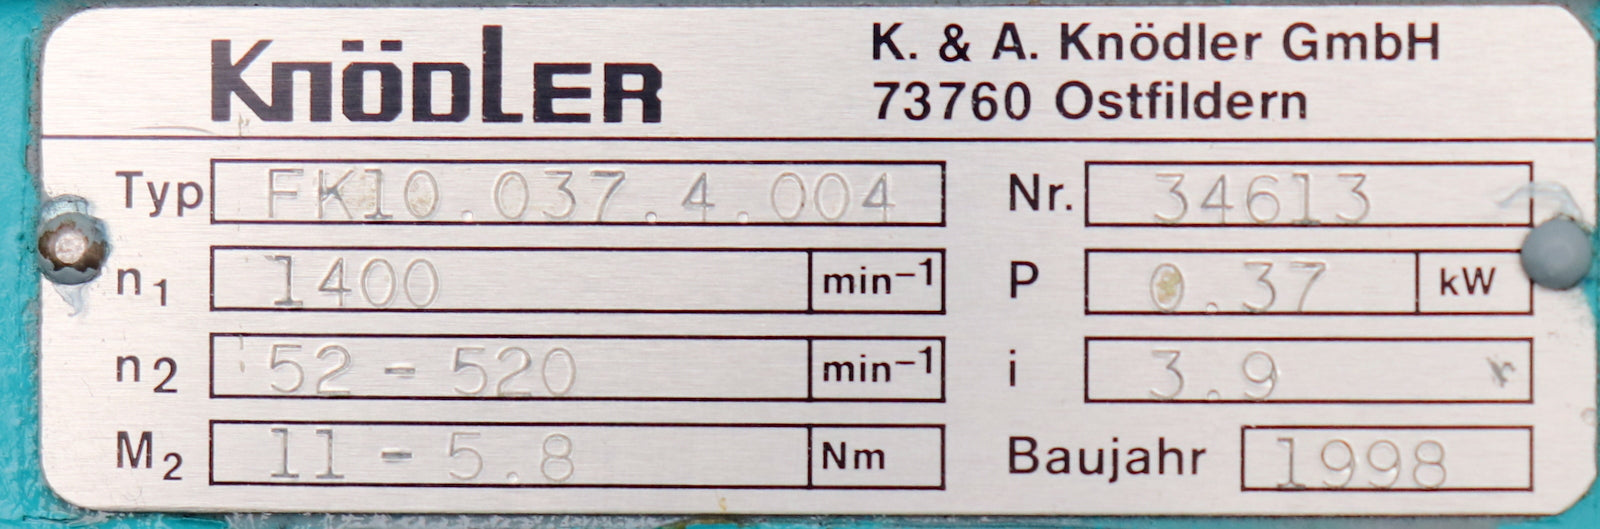 KNÖDLER
K. & A. Knödler GmbH
73760 Ostfildern
Typ FK10.037.4.004 Nr. 34613
n1 1400 min-1 P 0.37 kW
n2 52-520 min-1 i 3.9
M2 11-5.8 Nm Baujahr 1998